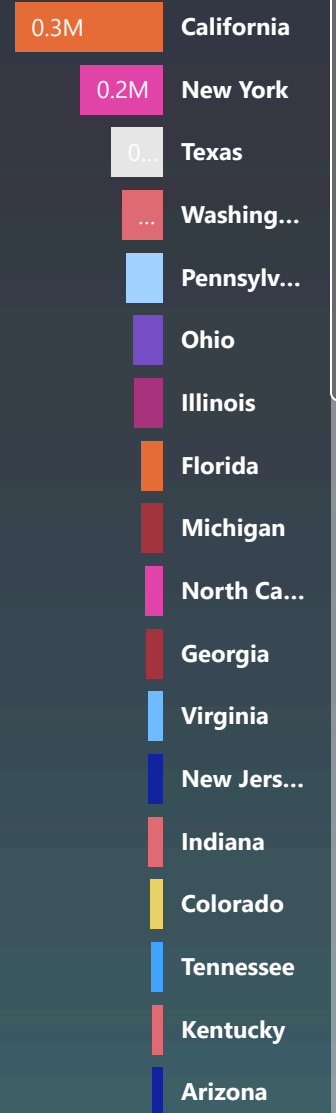 0.3M California
0.2M New York
0... Texas
... Washing...
Pennsylv...
Ohio
Illinois
Florida
Michigan
North Ca...
Georgia
Virginia
New Jers...
Indiana
Colorado
Tennessee
Kentucky
Arizona